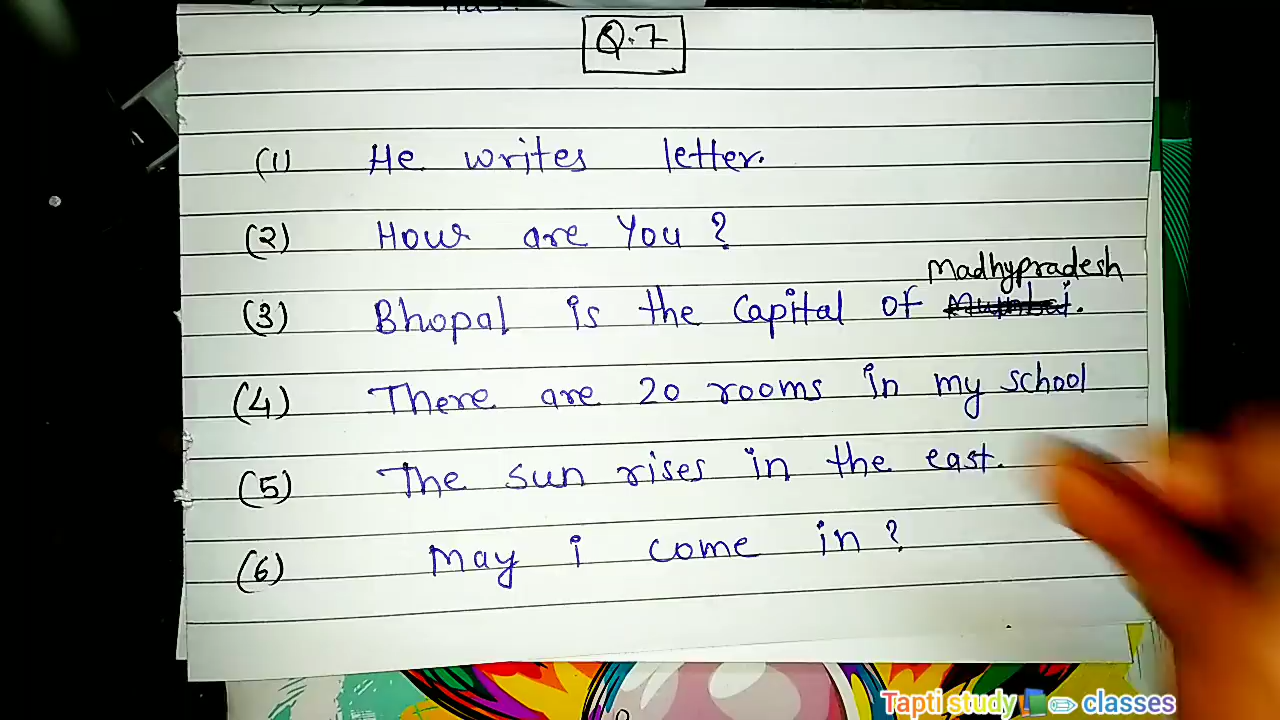 Q.7
(1) He writes letter.
(2) How are You ?
Madhypradesh
(3) Bhopal is the Capital of Mumbai.
(4) There are 20 rooms in my school
(5) The sun rises in the east.
(6) May i come in ?
Tapti study classes